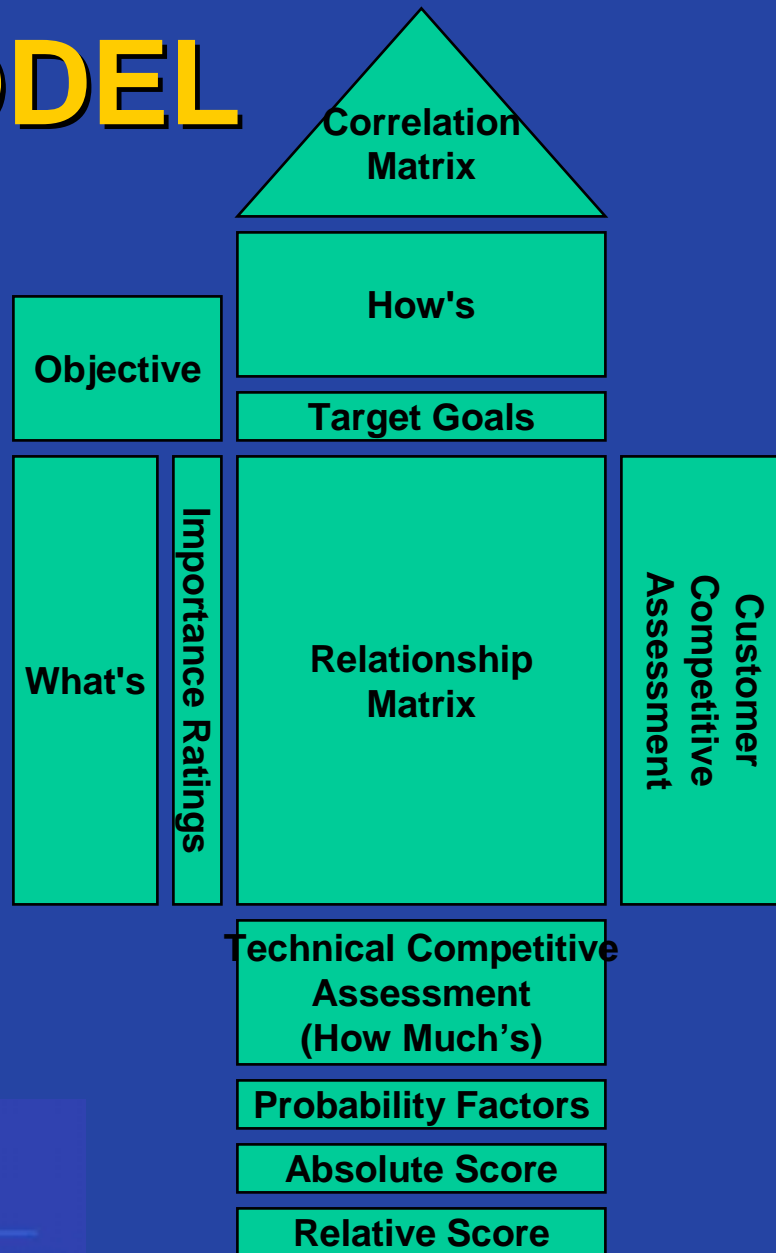 DEL
Correlation
Matrix
How's
Objective
Target Goals
What's
Importance Ratings
Relationship
Matrix
Customer
Competitive
Assessment
Technical Competitive
Assessment
(How Much’s)
Probability Factors
Absolute Score
Relative Score